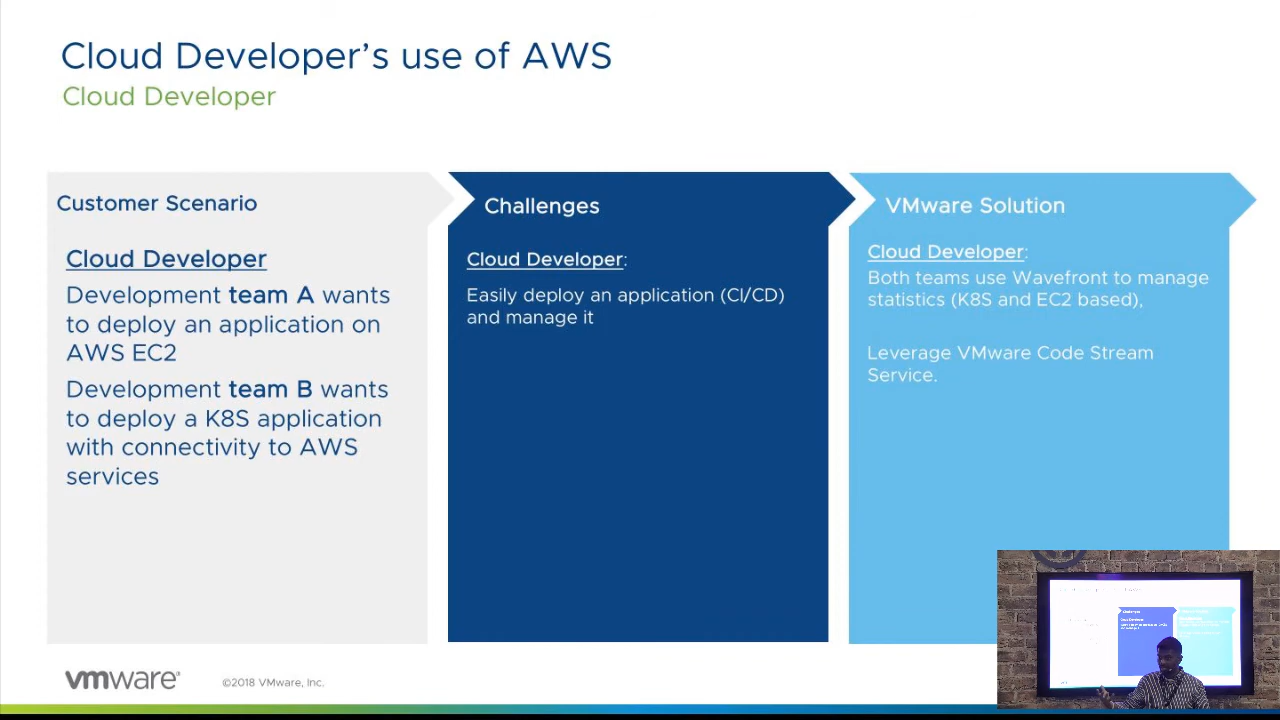 Cloud Developer’s use of AWS
Cloud Developer
Customer Scenario
Cloud Developer
Development team A wants
to deploy an application on
AWS EC2
Development team B wants
to deploy a K8S application
with connectivity to AWS
services
Challenges
Cloud Developer:
Easily deploy an application (CI/CD)
and manage it
VMware Solution
Cloud Developer:
Both teams use Wavefront to manage
statistics (K8S and EC2 based),
Leverage VMware Code Stream
Service.
vmware®
©2018 VMware, Inc.